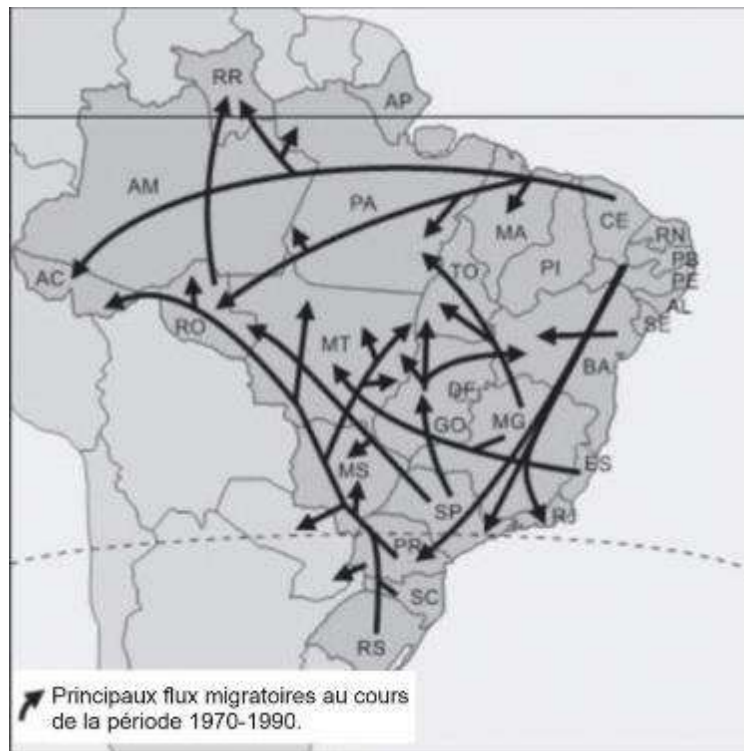 RR
AP
AM
PA
CE
MA
RN
PB
PI
TO
PE
AC
AL
SE
RO
MT
BA
DF
GO
MG
MS
ES
SP
RJ
PR
SC
RS
Principaux flux migratoires au cours
de la période 1970-1990.